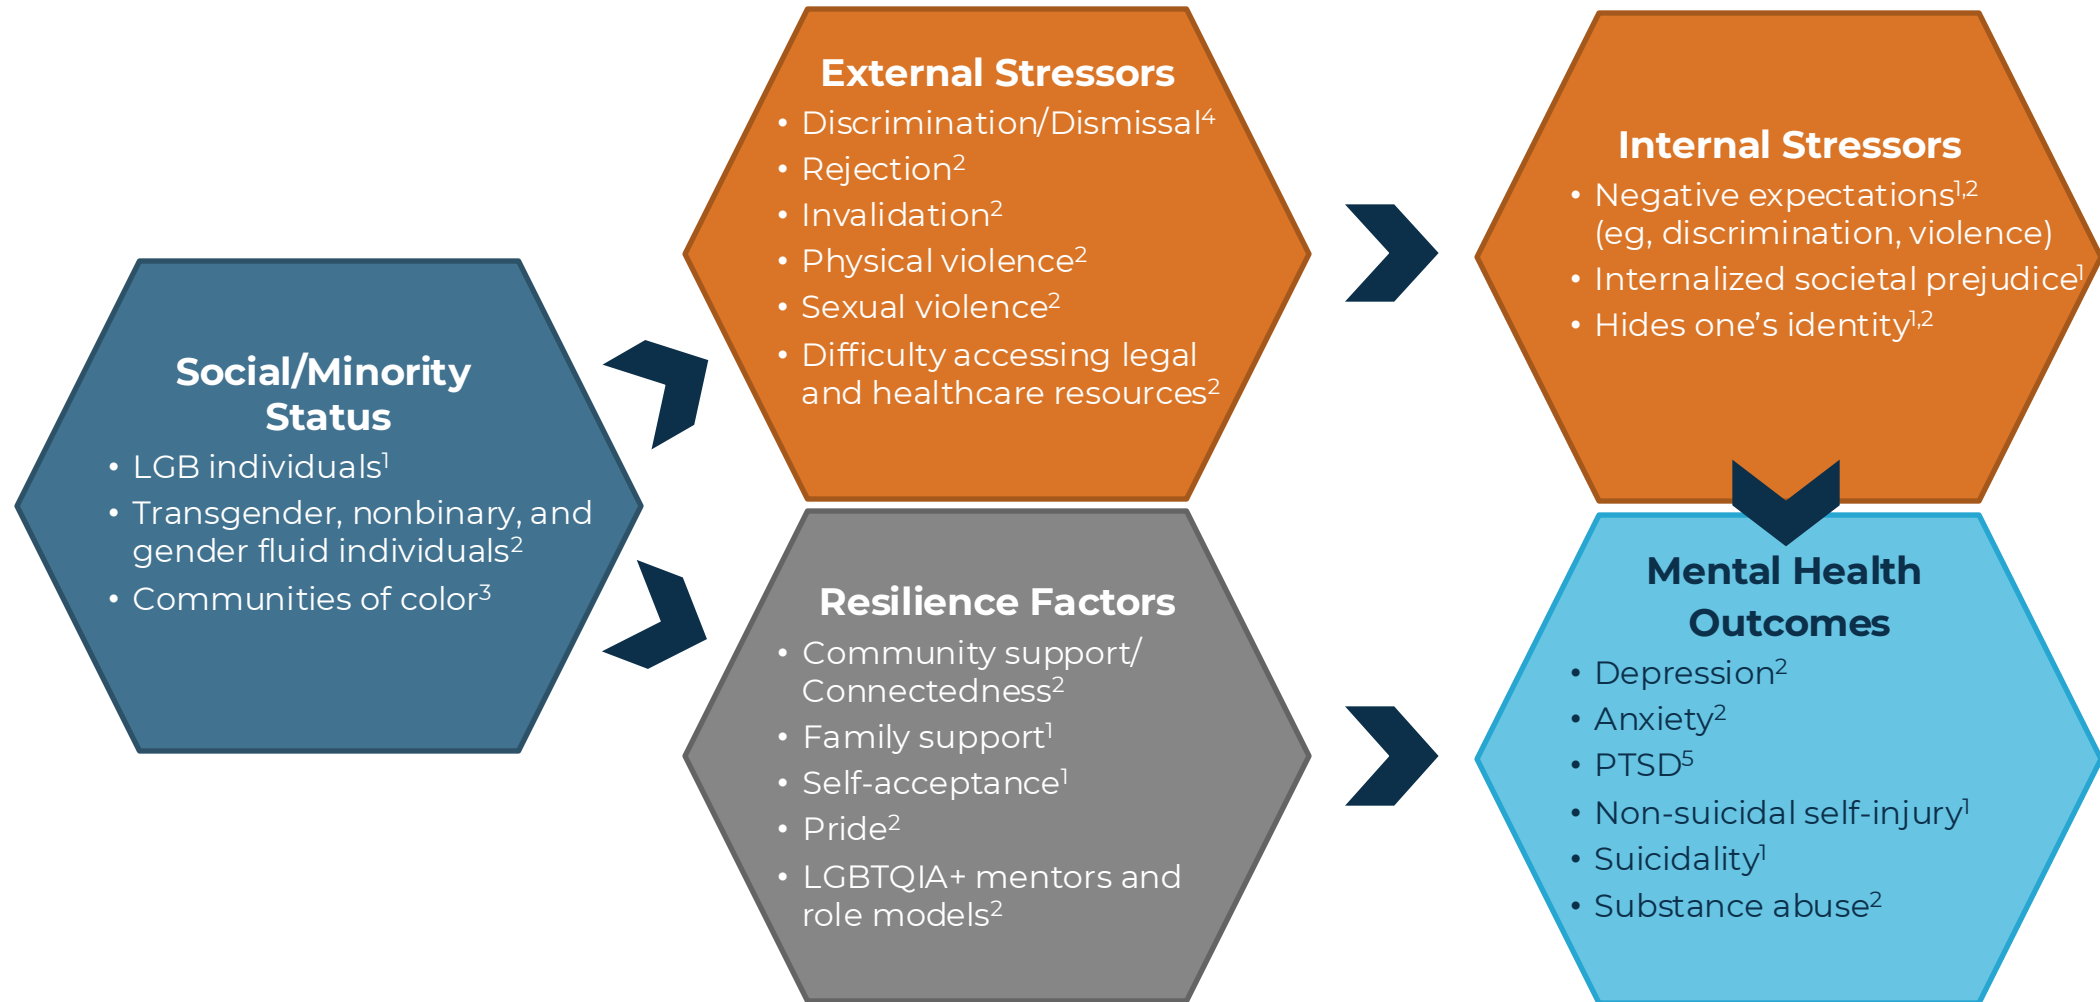 Social/Minority
Status
• LGB individuals¹
• Transgender, nonbinary, and
gender fluid individuals²
• Communities of color³
External Stressors
• Discrimination/Dismissal⁴
• Rejection²
• Invalidation²
• Physical violence²
• Sexual violence²
• Difficulty accessing legal
and healthcare resources²
Resilience Factors
• Community support/
Connectedness²
• Family support¹
• Self-acceptance¹
• Pride²
• LGBTQIA+ mentors and
role models²
Internal Stressors
• Negative expectations¹,²
(eg, discrimination, violence)
• Internalized societal prejudice¹
• Hides one’s identity¹,²
Mental Health
Outcomes
• Depression²
• Anxiety²
• PTSD⁵
• Non-suicidal self-injury¹
• Suicidality¹
• Substance abuse²